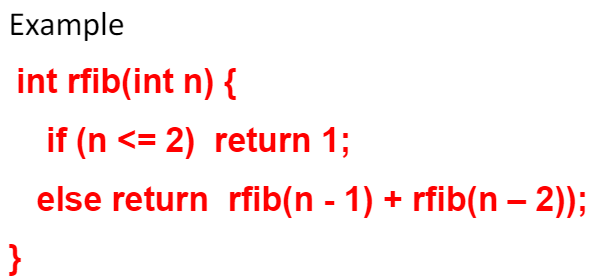 Example
int rfib(int n) {
if (n <= 2) return 1;
else return rfib(n - 1) + rfib(n – 2));
}